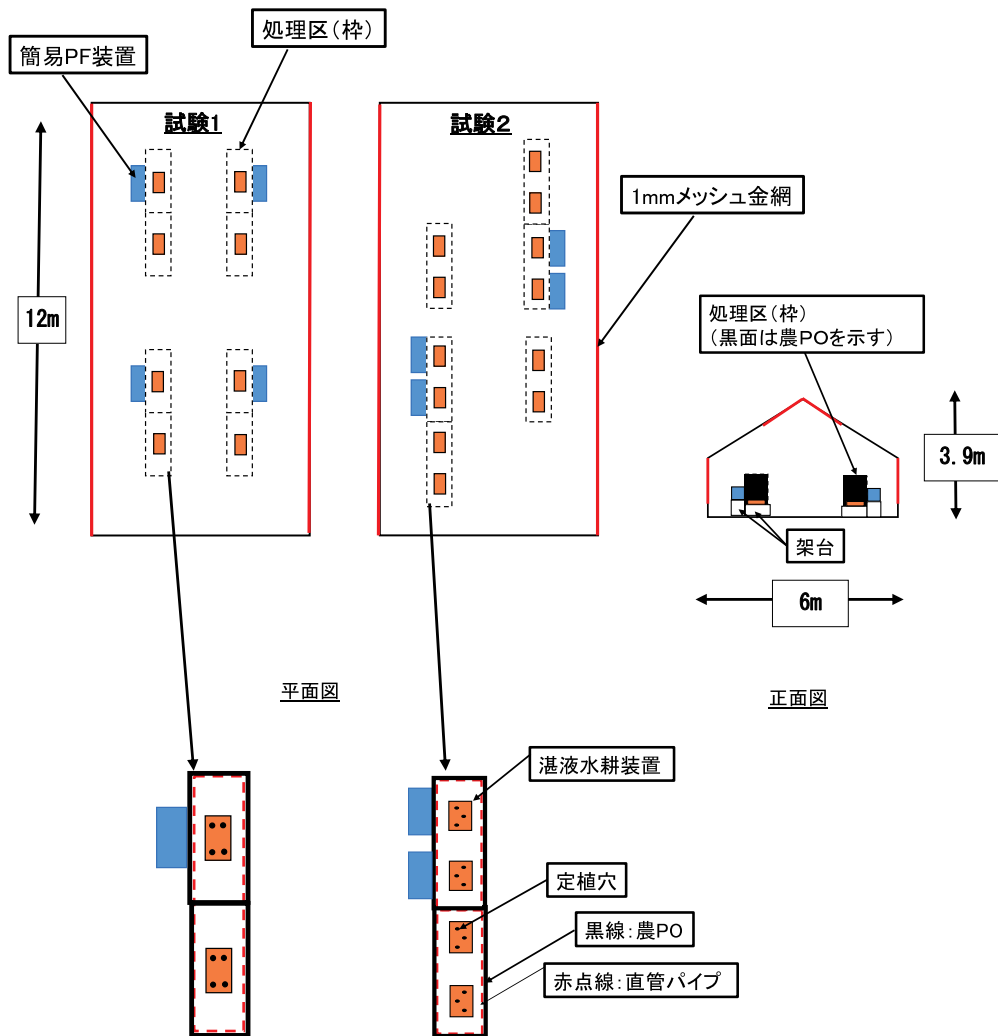 処理区(枠)
簡易PF装置
試験1
試験2
1mmメッシュ金網
12m
処理区(枠)
(黒面は農POを示す)
3.9m
架台
6m
平面図
正面図
湛液水耕装置
定植穴
黒線:農PO
赤点線:直管パイプ